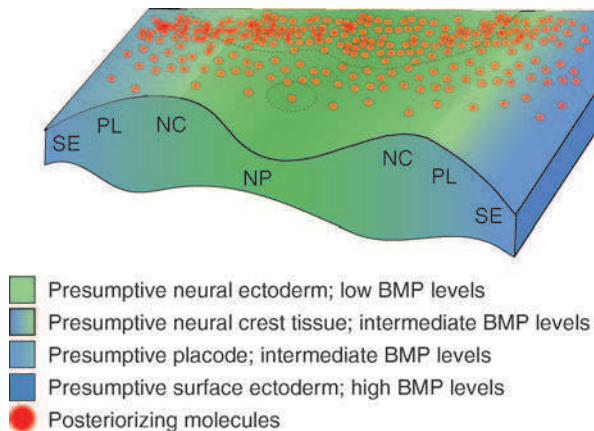 SE PL NC NP NC PL SE
Presumptive neural ectoderm; low BMP levels
Presumptive neural crest tissue; intermediate BMP levels
Presumptive placode; intermediate BMP levels
Presumptive surface ectoderm; high BMP levels
Posteriorizing molecules